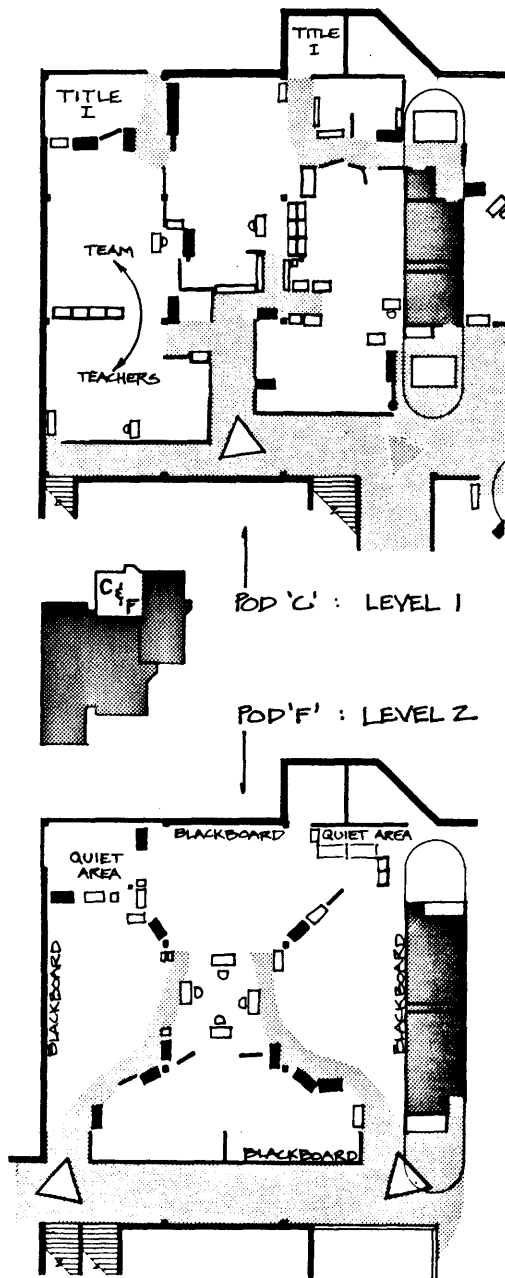 TITLE
I
TITLE
I
TEAM
TEACHERS
C & F
POD 'C' : LEVEL 1
POD 'F' : LEVEL 2
BLACKBOARD
QUIET AREA
QUIET
AREA
BLACKBOARD
BLACKBOARD
BLACKBOARD